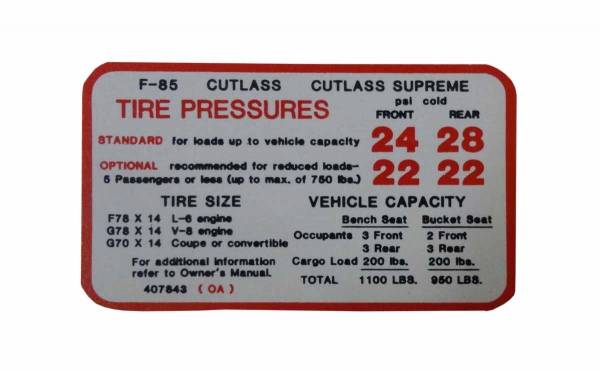 F-85 CUTLASS CUTLASS SUPREME
TIRE PRESSURES
psi cold
FRONT REAR
STANDARD for loads up to vehicle capacity 24 28
OPTIONAL recommended for reduced loads-
5 Passengers or less (up to max. of 750 lbs.) 22 22
TIRE SIZE
F78 X 14 L-6 engine
G78 X 14 V-8 engine
G70 X 14 Coupe or convertible
For additional information
refer to Owner's Manual.
407843 (OA)
VEHICLE CAPACITY
Bench Seat Bucket Seat
Occupants 3 Front 2 Front
3 Rear 3 Rear
Cargo Load 200 lbs. 200 lbs.
TOTAL 1100 LBS. 950 LBS.